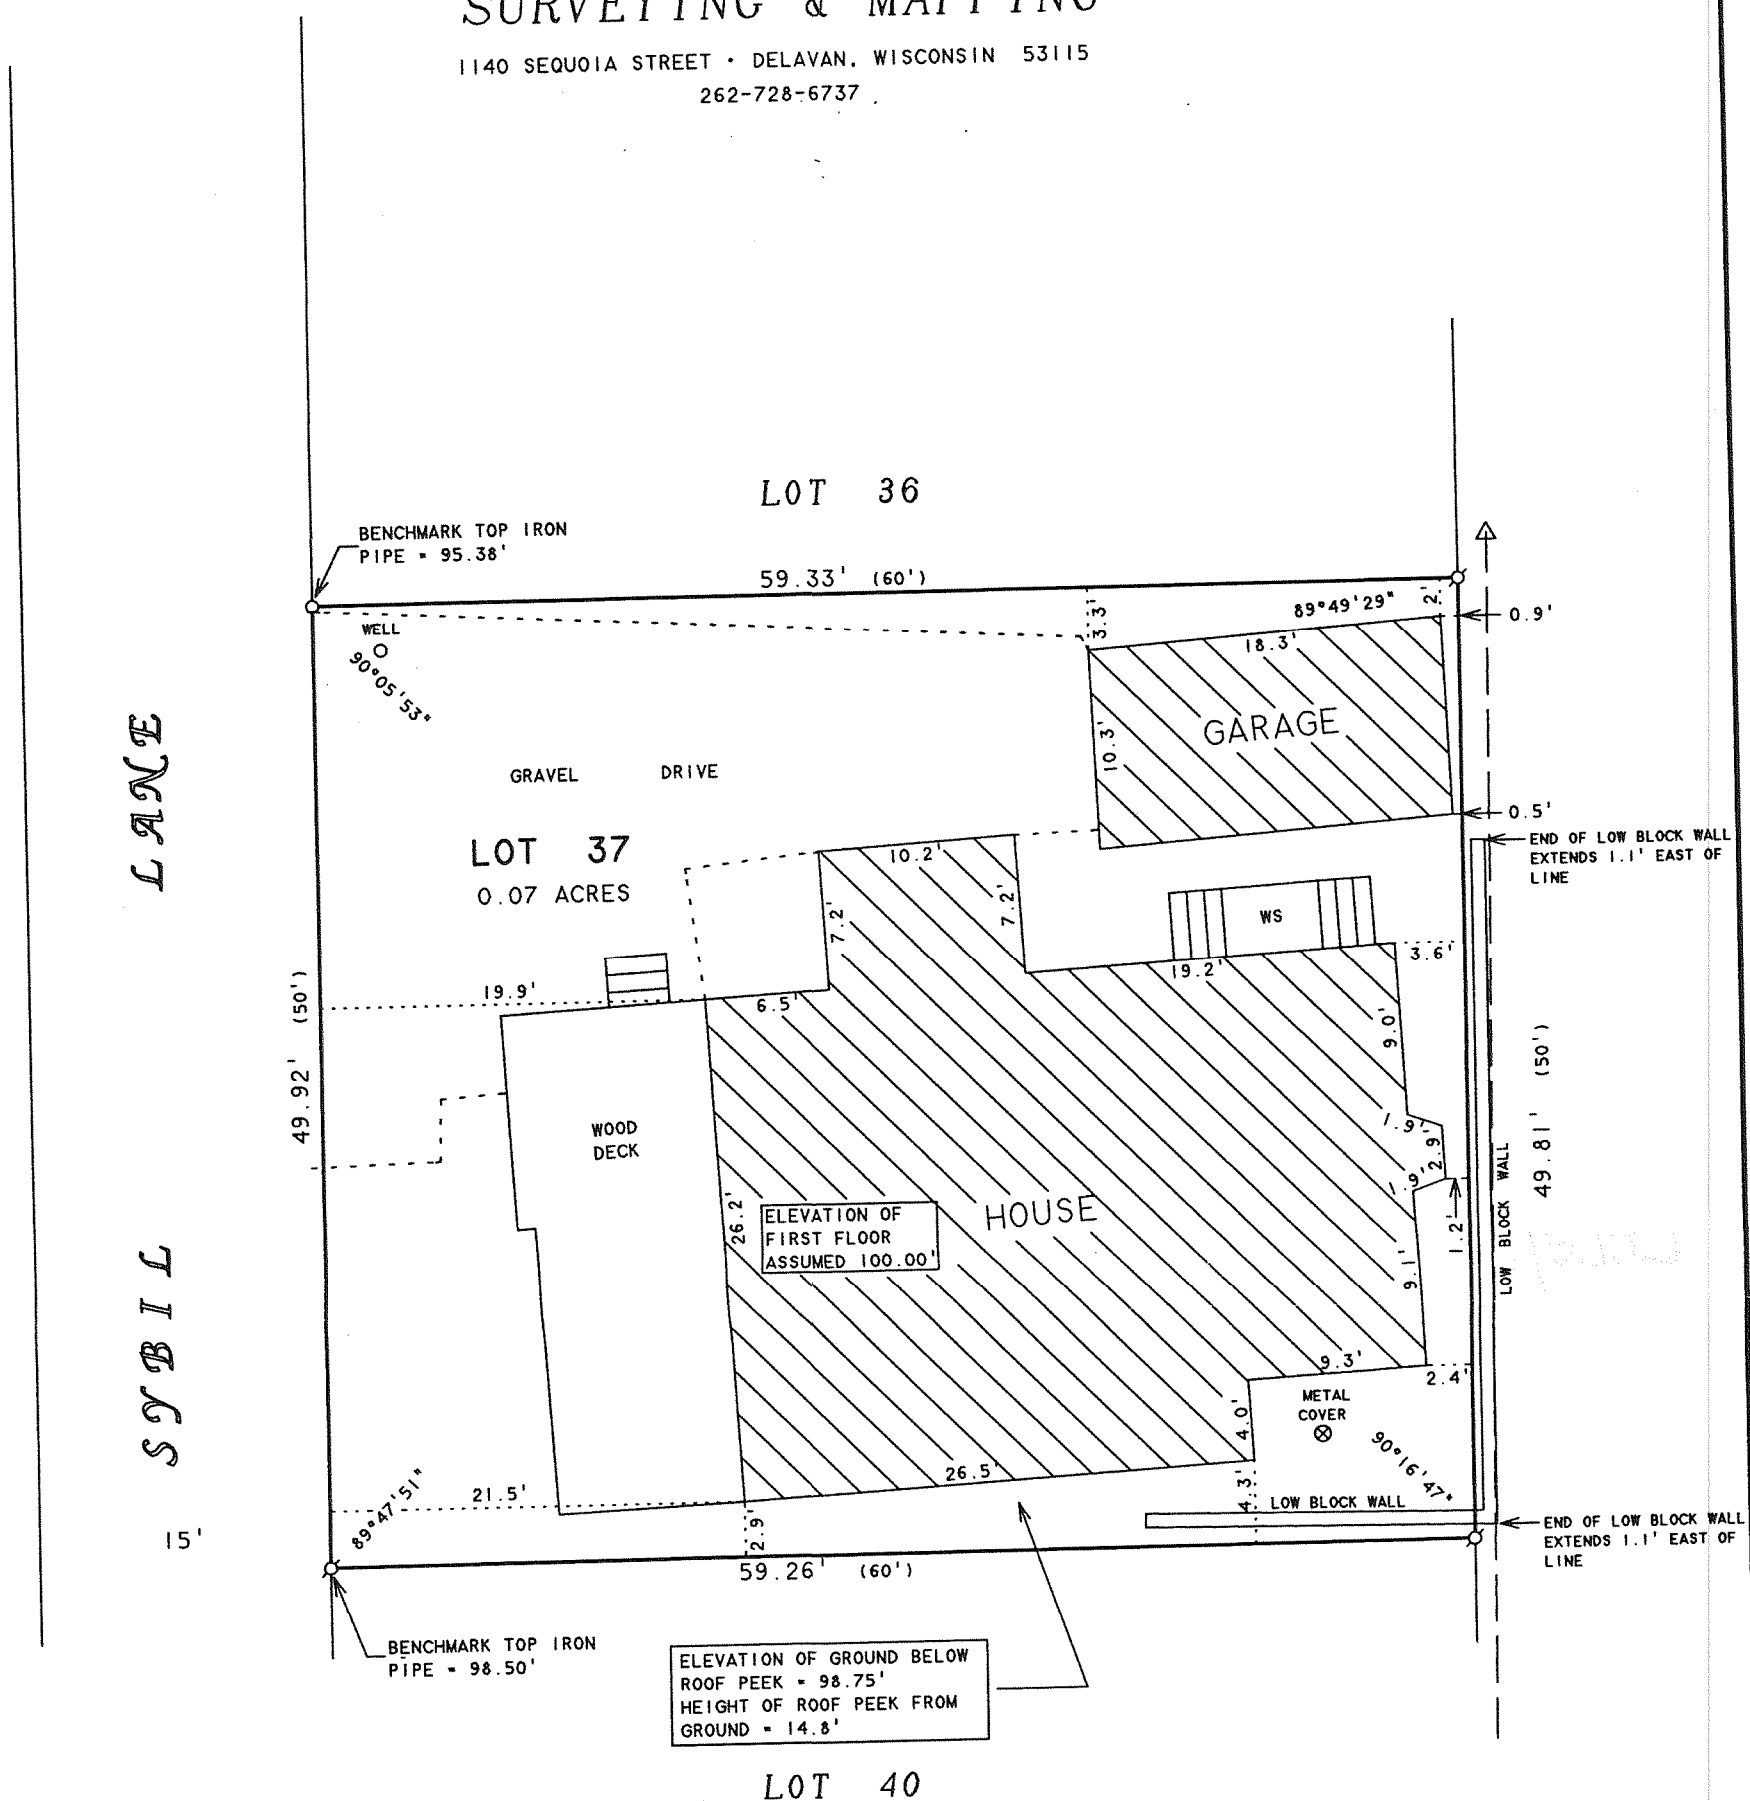 SURVEYING & MAPPING
1140 SEQUOIA STREET • DELAVAN, WISCONSIN 53115
262-728-6737
LOT 36
BENCHMARK TOP IRON
PIPE = 95.38'
59.33' (60')
3.3'
89°49'29"
2'
0.9'
WELL
90°05'53"
18.3'
GARAGE
10.3'
GRAVEL DRIVE
0.5'
END OF LOW BLOCK WALL
EXTENDS 1.1' EAST OF
LINE
LOT 37
0.07 ACRES
10.2'
7.2'
7.2'
WS
3.6'
19.2'
19.9'
6.5'
9.0'
49.92' (50')
WOOD
DECK
1.9'
2.9'
1.9'
1.2'
49.81' (50')
LOW BLOCK WALL
26.2'
ELEVATION OF
FIRST FLOOR
ASSUMED 100.00'
HOUSE
9.1'
SYBIL LANE
15'
9.3'
2.4'
METAL
COVER
4.0'
90°16'47"
26.5'
21.5'
89°47'51"
4.3'
LOW BLOCK WALL
2.9'
END OF LOW BLOCK WALL
EXTENDS 1.1' EAST OF
LINE
59.26' (60')
BENCHMARK TOP IRON
PIPE = 98.50'
ELEVATION OF GROUND BELOW
ROOF PEEK = 98.75'
HEIGHT OF ROOF PEEK FROM
GROUND = 14.8'
LOT 40